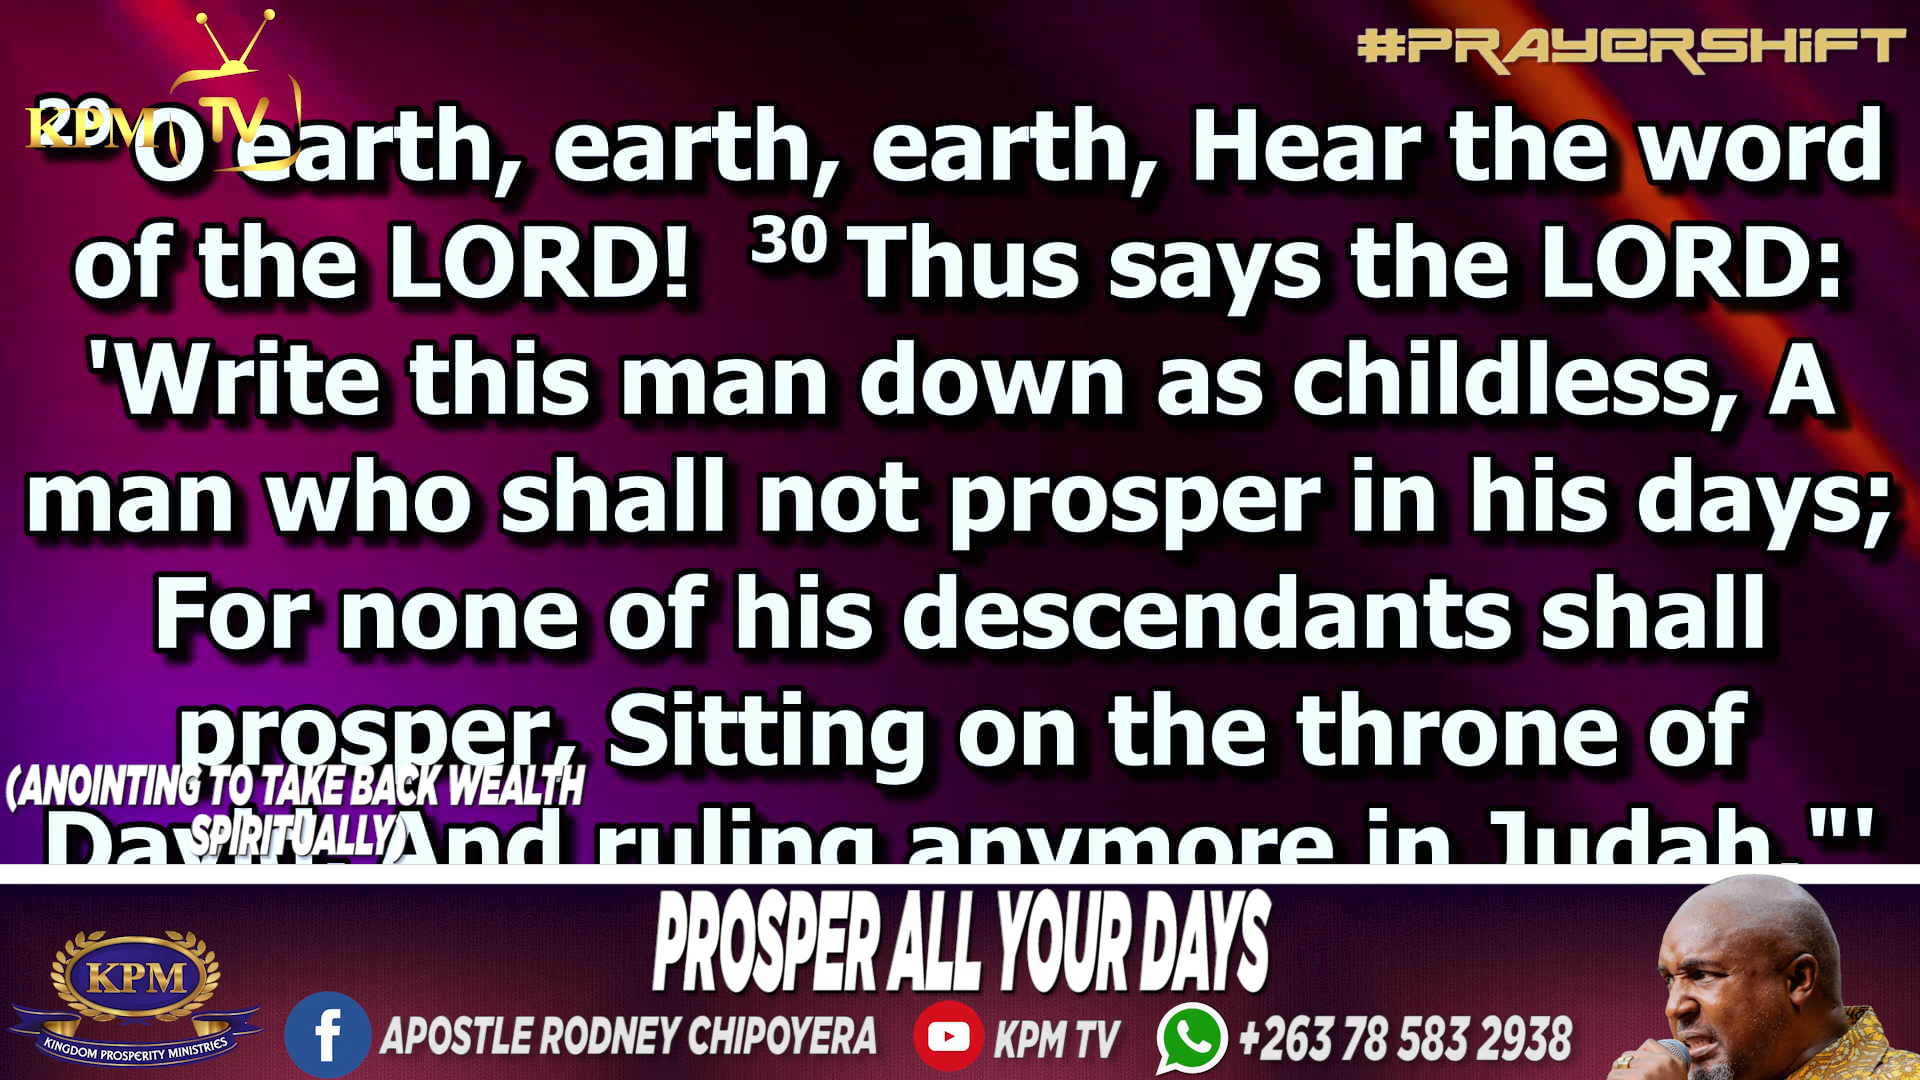 #PRAYERSHIFT
KPM TV
29 O earth, earth, earth, Hear the word
of the LORD! 30 Thus says the LORD:
'Write this man down as childless, A
man who shall not prosper in his days;
For none of his descendants shall
prosper, Sitting on the throne of
David, And ruling anymore in Judah."'
(ANOINTING TO TAKE BACK WEALTH
SPIRITUALLY)
PROSPER ALL YOUR DAYS
KPM
KINGDOM PROSPERITY MINISTRIES
f APOSTLE RODNEY CHIPOYERA
KPM TV
+263 78 583 2938